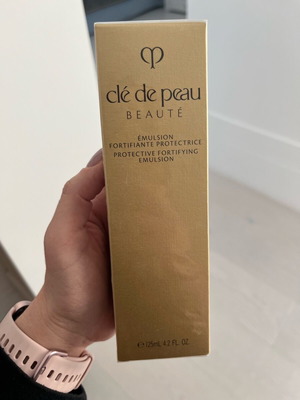 clé de peau
BEAUTÉ
ÉMULSION
FORTIFIANTE PROTECTRICE
PROTECTIVE FORTIFYING
EMULSION
℮ 125mL 4.2 FL. OZ.